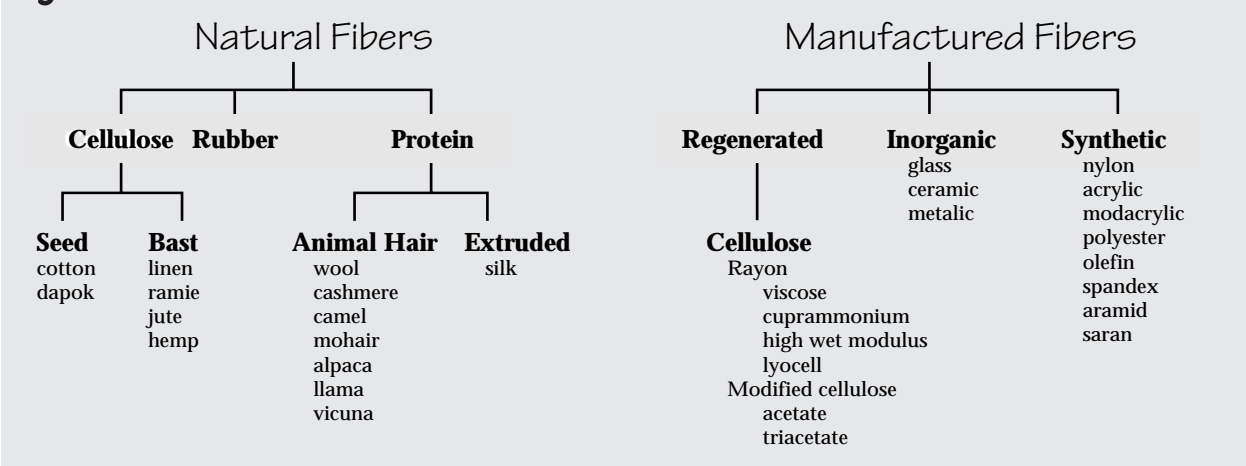 Natural Fibers
Cellulose Rubber Protein
Seed
cotton
dapok
Bast
linen
ramie
jute
hemp
Animal Hair
wool
cashmere
camel
mohair
alpaca
llama
vicuna
Extruded
silk
Manufactured Fibers
Regenerated
Cellulose
Rayon
viscose
cuprammonium
high wet modulus
lyocell
Modified cellulose
acetate
triacetate
Inorganic
glass
ceramic
metalic
Synthetic
nylon
acrylic
modacrylic
polyester
olefin
spandex
aramid
saran